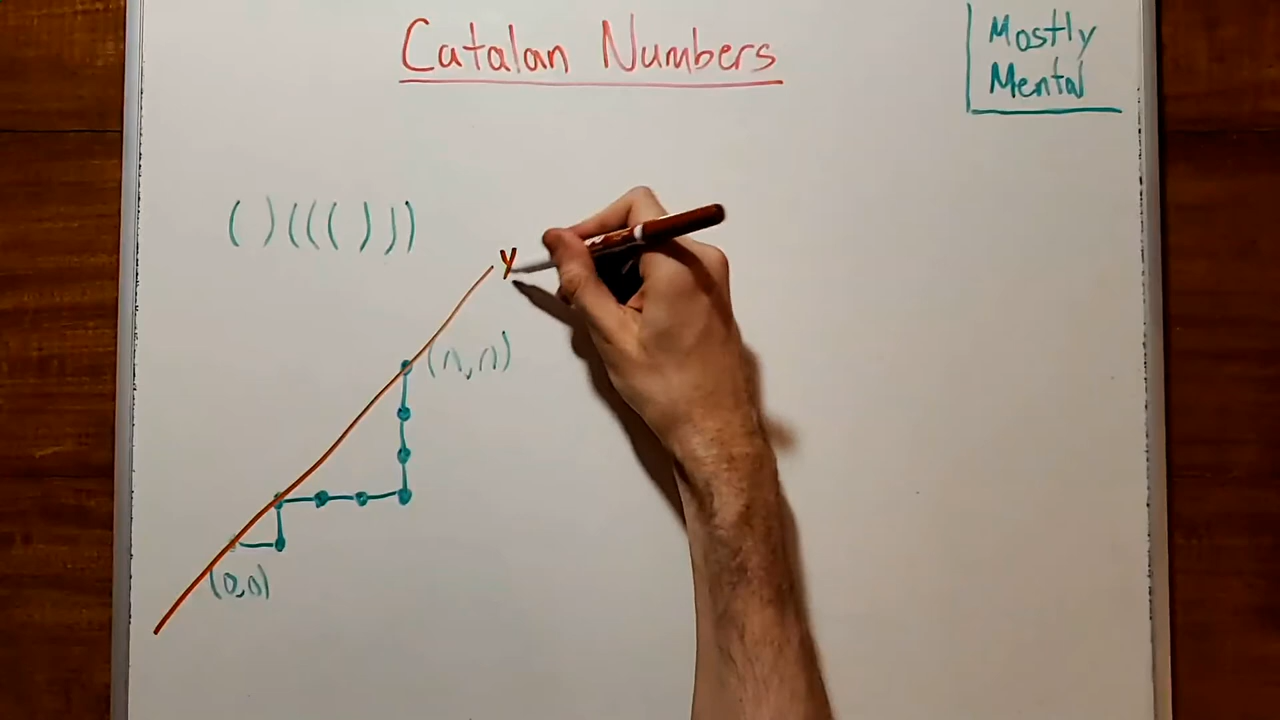 Catalan Numbers
Mostly
Mental
( ) ( ( ( ) ) )
y
(n,n)
(0,0)